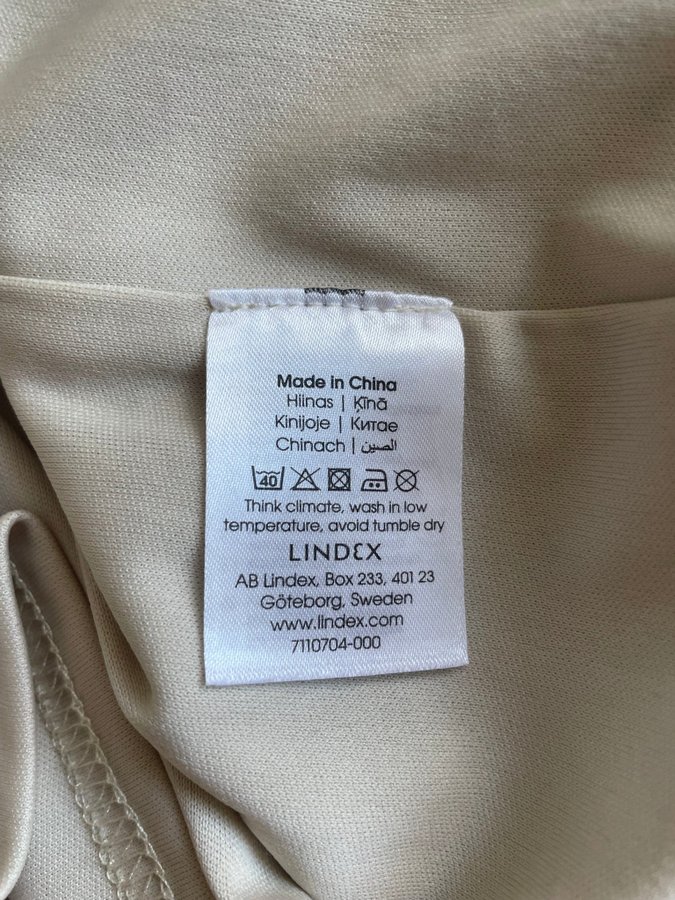 Made in China
Hiinas | Ķīnā
Kinijoje | Китае
Chinach | الصين
40
Think climate, wash in low
temperature, avoid tumble dry
LINDEX
AB Lindex, Box 233, 401 23
Göteborg, Sweden
www.lindex.com
7110704-000